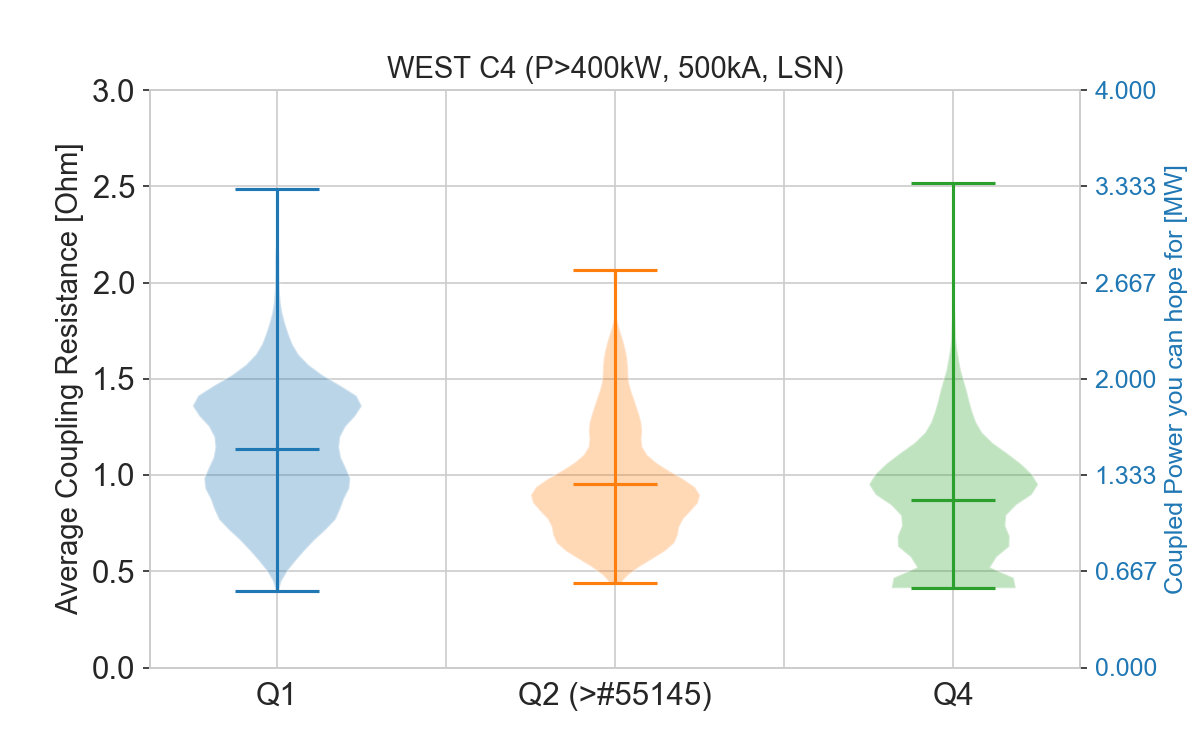 WEST C4 (P>400kW, 500kA, LSN)
Average Coupling Resistance [Ohm]
3.0
2.5
2.0
1.5
1.0
0.5
0.0
Q1
Q2 (>#55145)
Q4
4.000
3.333
2.667
2.000
1.333
0.667
0.000
Coupled Power you can hope for [MW]